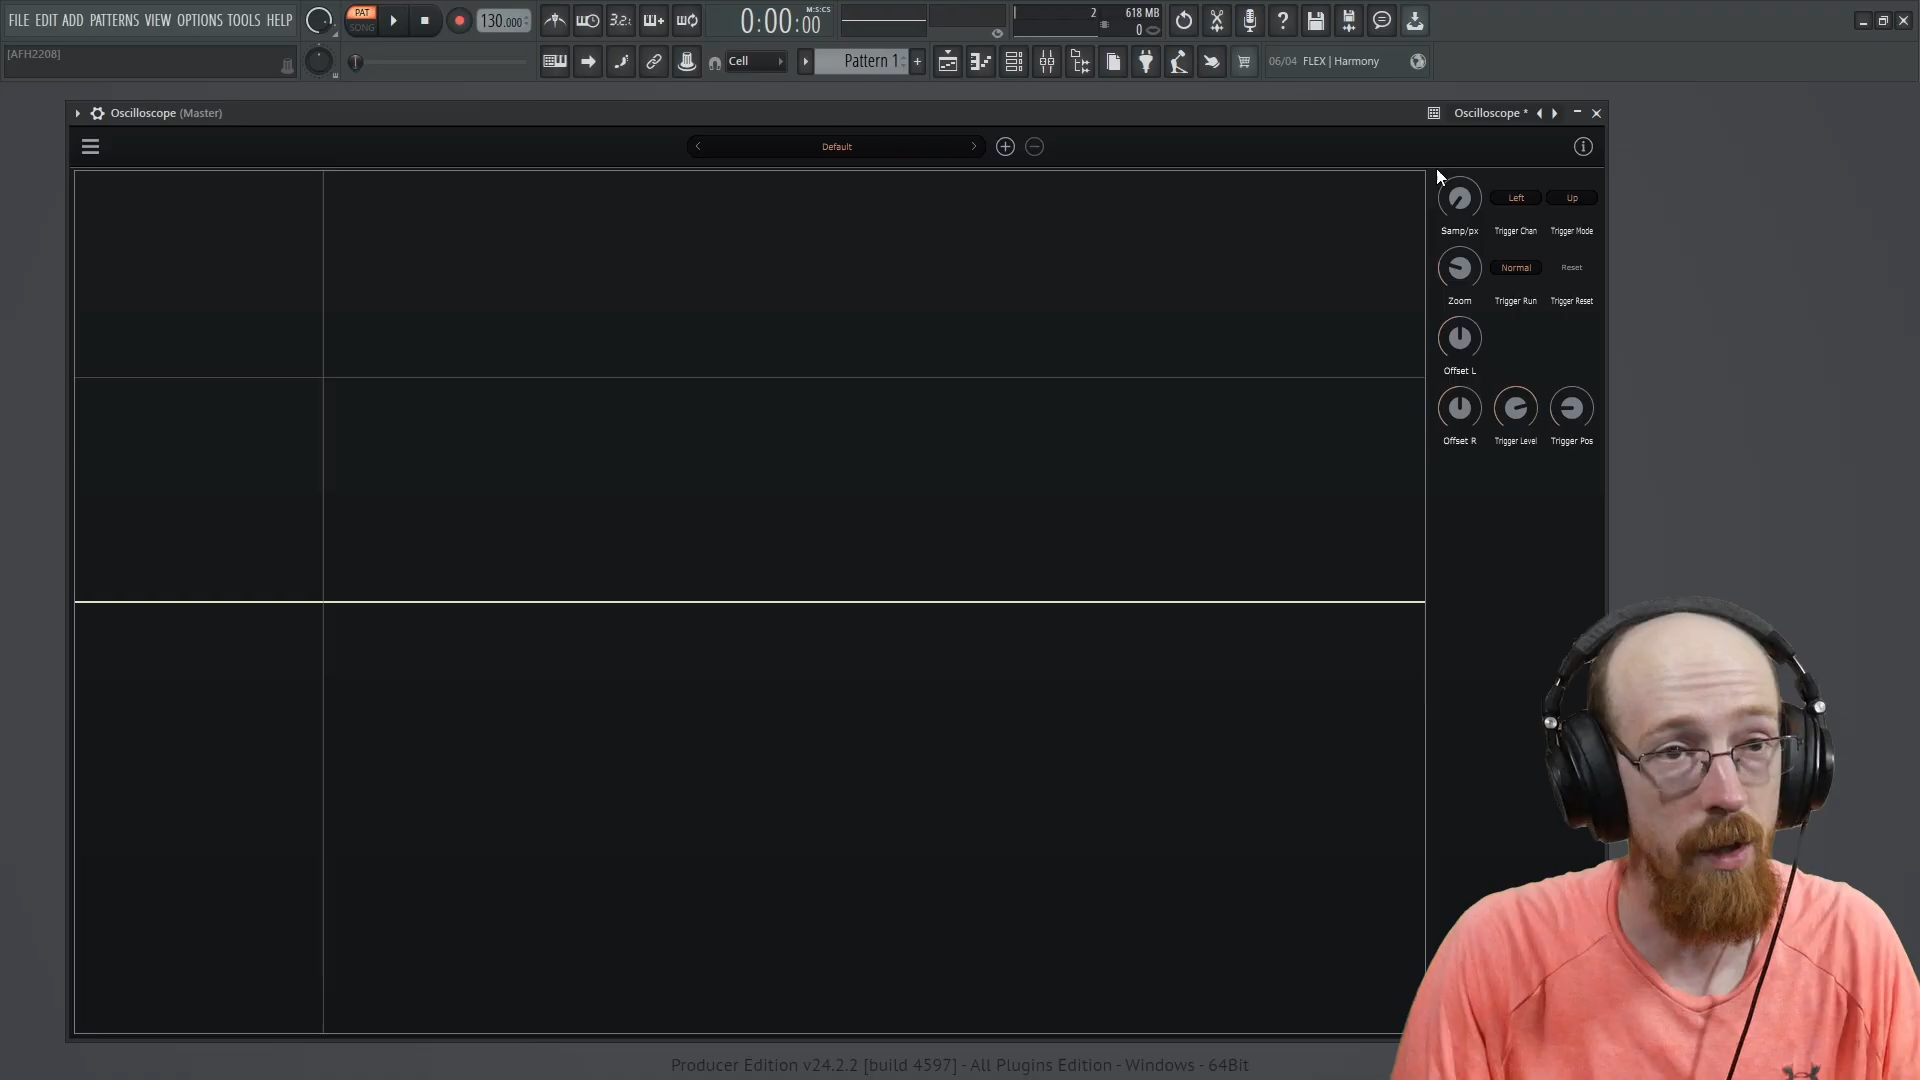 FILE EDIT ADD PATTERNS VIEW OPTIONS TOOLS HELP
PAT
SONG
130.000
3.2.
0:00:00
M:S:CS
2
618 MB
0
[AFH2208]
Cell
Pattern 1
06/04 FLEX | Harmony
Oscilloscope (Master)
Oscilloscope *
Default
Left
Up
Samp/px
Trigger Chan
Trigger Mode
Normal
Reset
Zoom
Trigger Run
Trigger Reset
Offset L
Offset R
Trigger Level
Trigger Pos
Producer Edition v24.2.2 [build 4597] - All Plugins Edition - Windows - 64Bit